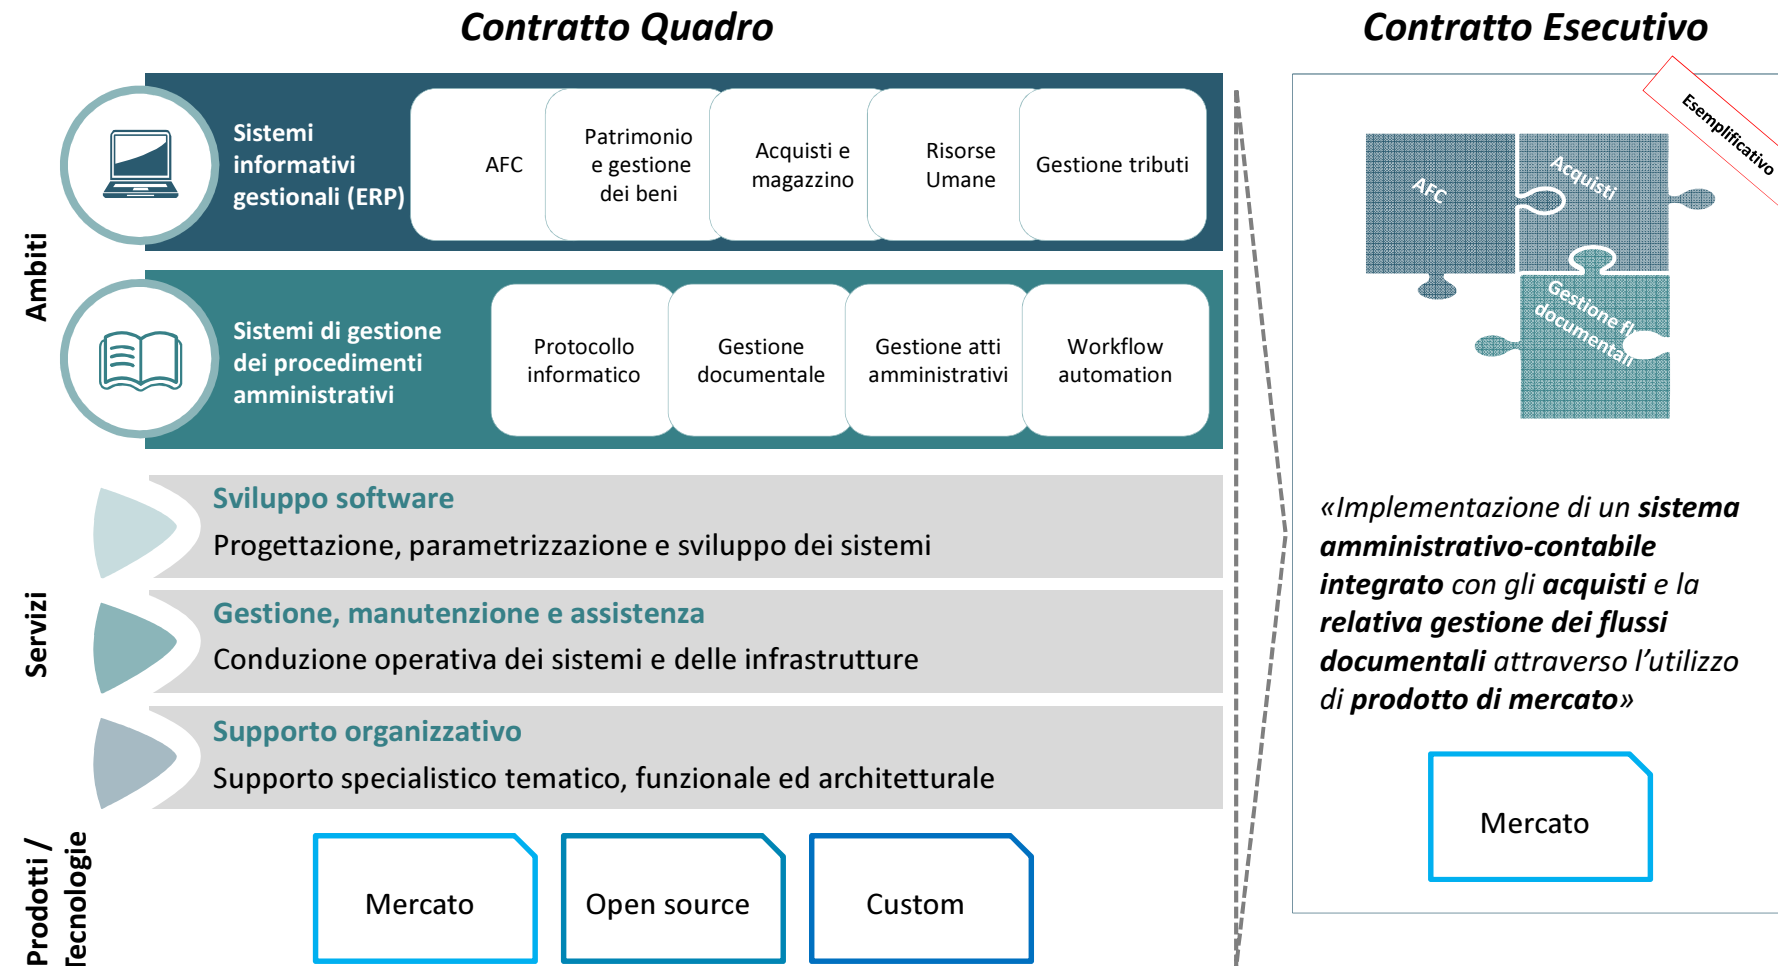 Contratto Quadro
Contratto Esecutivo
Esemplificativo
Ambiti
Sistemi
informativi
gestionali (ERP)
AFC
Patrimonio
e gestione
dei beni
Acquisti e
magazzino
Risorse
Umane
Gestione tributi
Sistemi di gestione
dei procedimenti
amministrativi
Protocollo
informatico
Gestione
documentale
Gestione atti
amministrativi
Workflow
automation
Servizi
Sviluppo software
Progettazione, parametrizzazione e sviluppo dei sistemi
Gestione, manutenzione e assistenza
Conduzione operativa dei sistemi e delle infrastrutture
Supporto organizzativo
Supporto specialistico tematico, funzionale ed architetturale
Prodotti /
Tecnologie
Mercato
Open source
Custom
AFC
Acquisti
Gestione
documentali
«Implementazione di un sistema
amministrativo-contabile
integrato con gli acquisti e la
relativa gestione dei flussi
documentali attraverso l’utilizzo
di prodotto di mercato»
Mercato